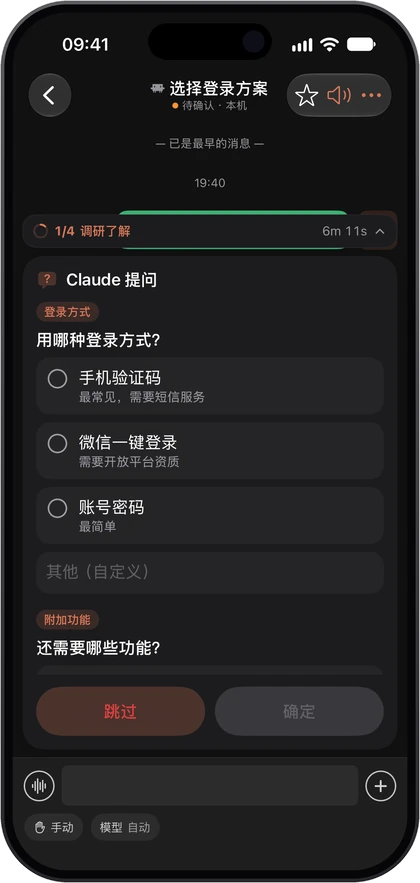 09:41
选择登录方案
待确认 · 本机
— 已是最早的消息 —
19:40
1/4 调研了解 6m 11s
? Claude 提问
登录方式
用哪种登录方式?
手机验证码
最常见，需要短信服务
微信一键登录
需要开放平台资质
账号密码
最简单
其他（自定义）
附加功能
还需要哪些功能?
跳过 确定
手动 模型 自动